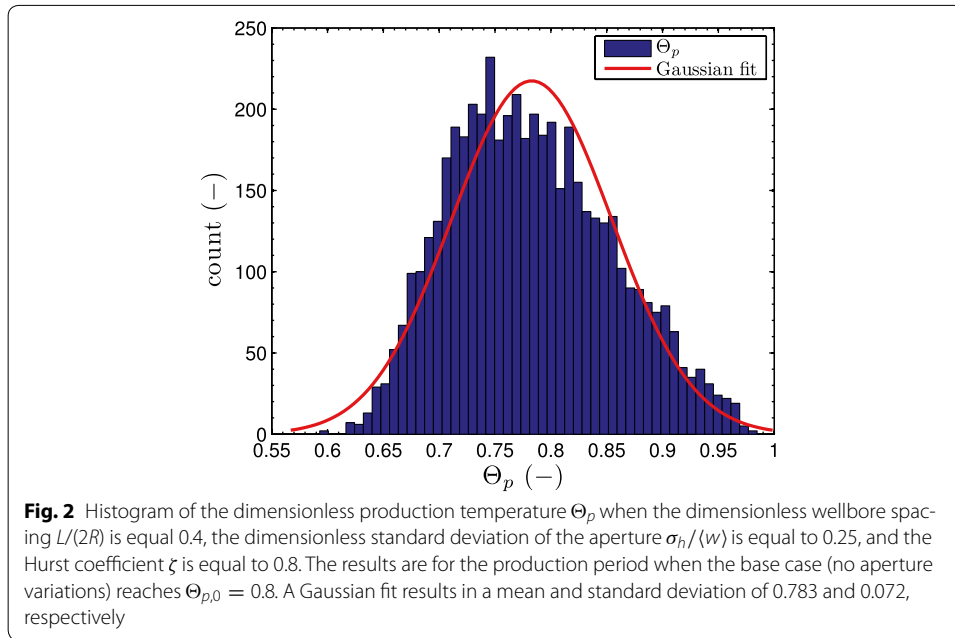 250
200
150
100
50
0
count (−)
Θp
Gaussian fit
0.55 0.6 0.65 0.7 0.75 0.8 0.85 0.9 0.95 1
Θp (−)
Fig. 2 Histogram of the dimensionless production temperature Θp when the dimensionless wellbore spac-
ing L/(2R) is equal 0.4, the dimensionless standard deviation of the aperture σh/⟨w⟩ is equal to 0.25, and the
Hurst coefficient ζ is equal to 0.8. The results are for the production period when the base case (no aperture
variations) reaches Θp,0 = 0.8. A Gaussian fit results in a mean and standard deviation of 0.783 and 0.072,
respectively